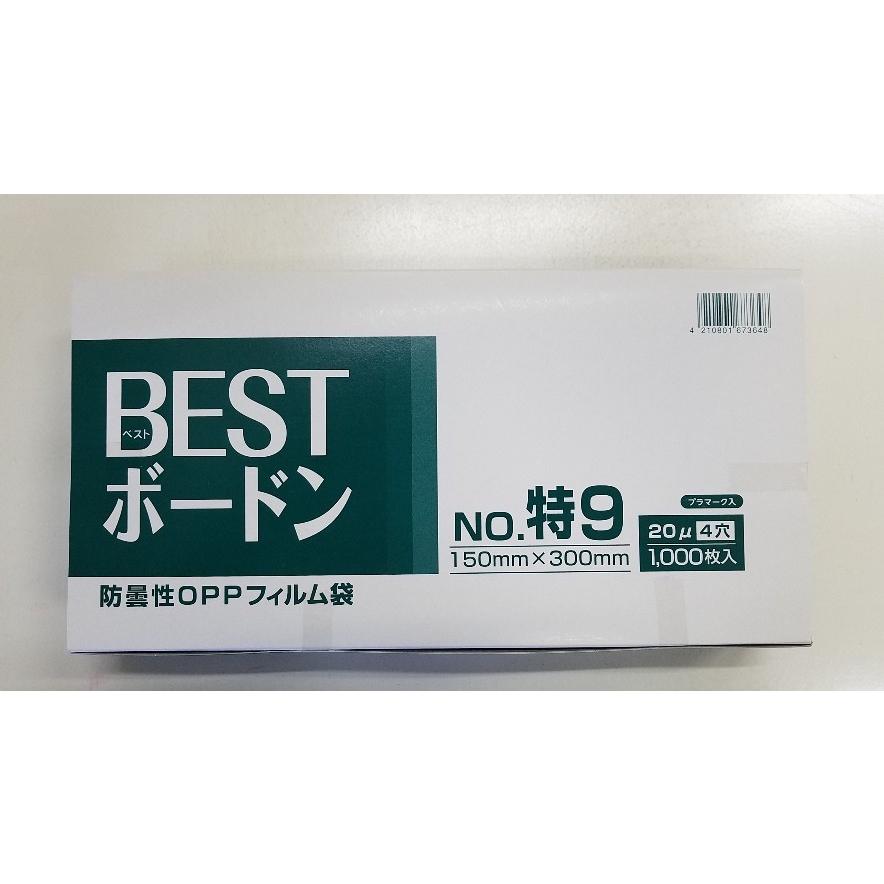 4 210801 673648
BEST
ベスト
ボードン
防曇性OPPフィルム袋
NO.特9
150mm×300mm
プラマーク入
20μ 4穴
1,000枚入